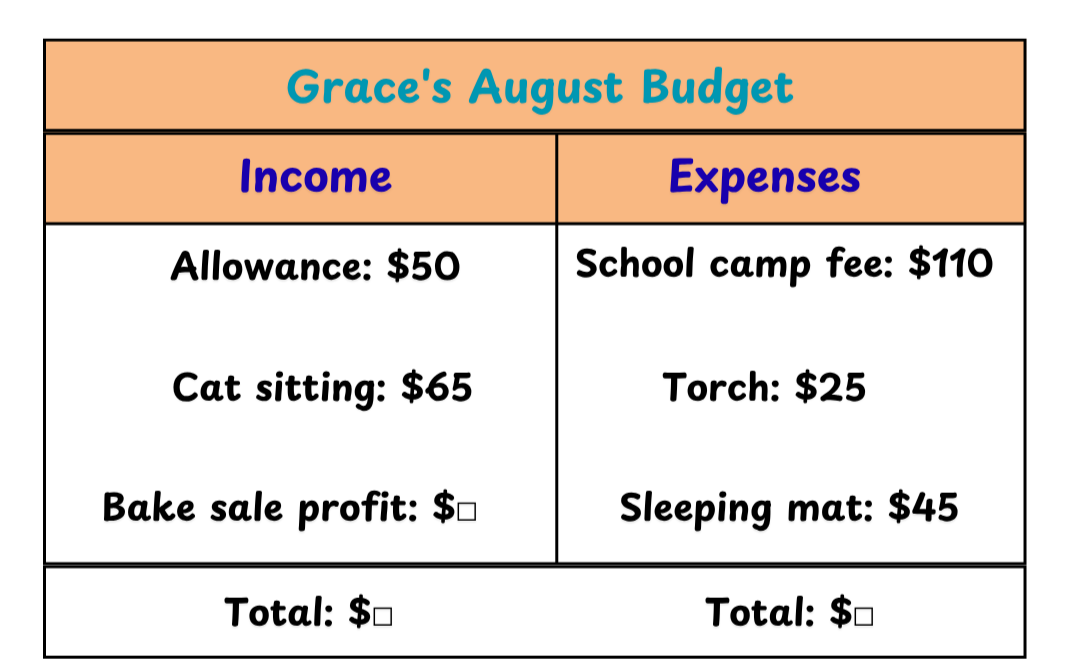 Grace's August Budget
Income Expenses
Allowance: $50 School camp fee: $110
Cat sitting: $65 Torch: $25
Bake sale profit: $□ Sleeping mat: $45
Total: $□ Total: $□